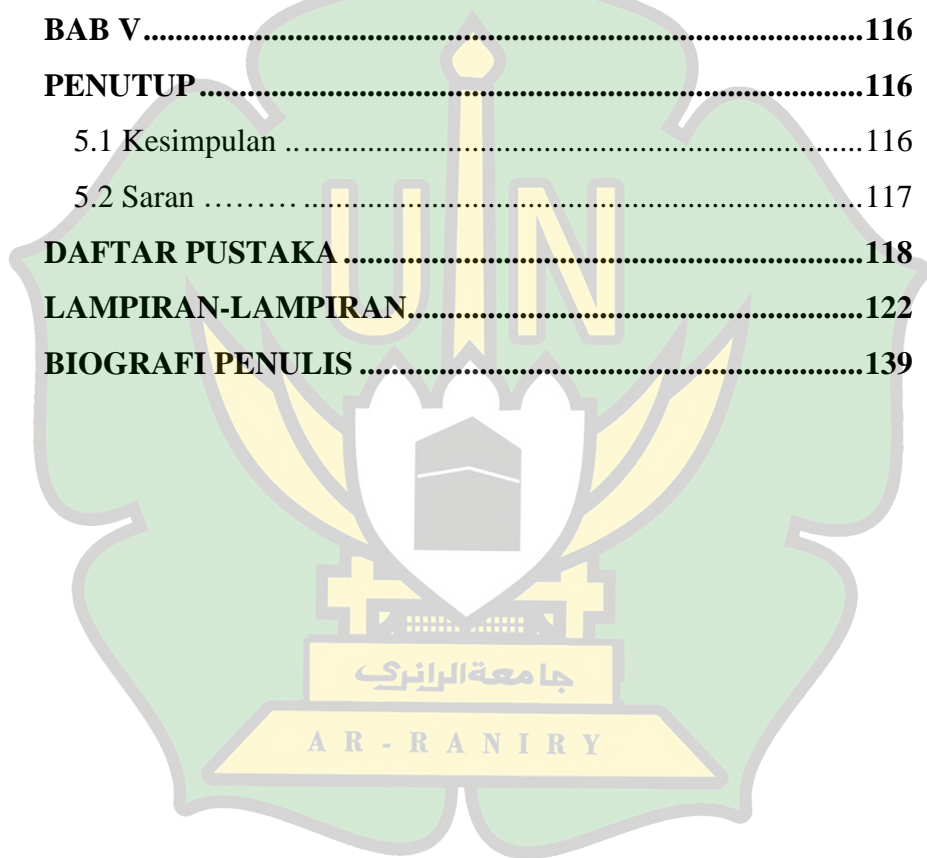 BAB V.........................................................................................116
PENUTUP..................................................................................116
5.1 Kesimpulan .........................................................................116
5.2 Saran ……… ......................................................................117
DAFTAR PUSTAKA.................................................................118
LAMPIRAN-LAMPIRAN.........................................................122
BIOGRAFI PENULIS...............................................................139
UIN
جامعة الرانري
AR-RANIRY